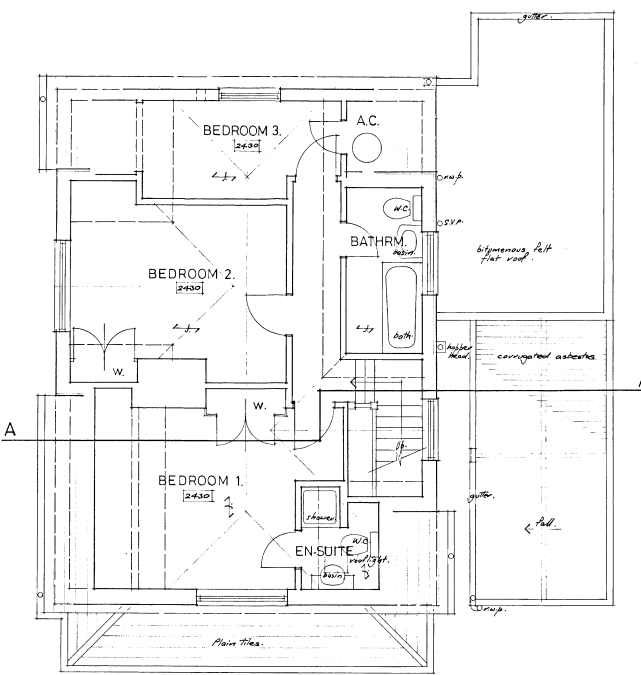 gutter.
BEDROOM 3.
2430
A.C.
r.w.p.
W.C.
S.V.P.
BATHRM.
basin.
bitumenous felt
flat roof.
BEDROOM 2.
2430
bath
hopper
head.
corrugated asbestos
W.
W.
A
Up.
BEDROOM 1.
2430
gutter.
shower.
fall.
W.C.
EN-SUITE
rooflight.
basin
r.w.p.
Plain tiles.